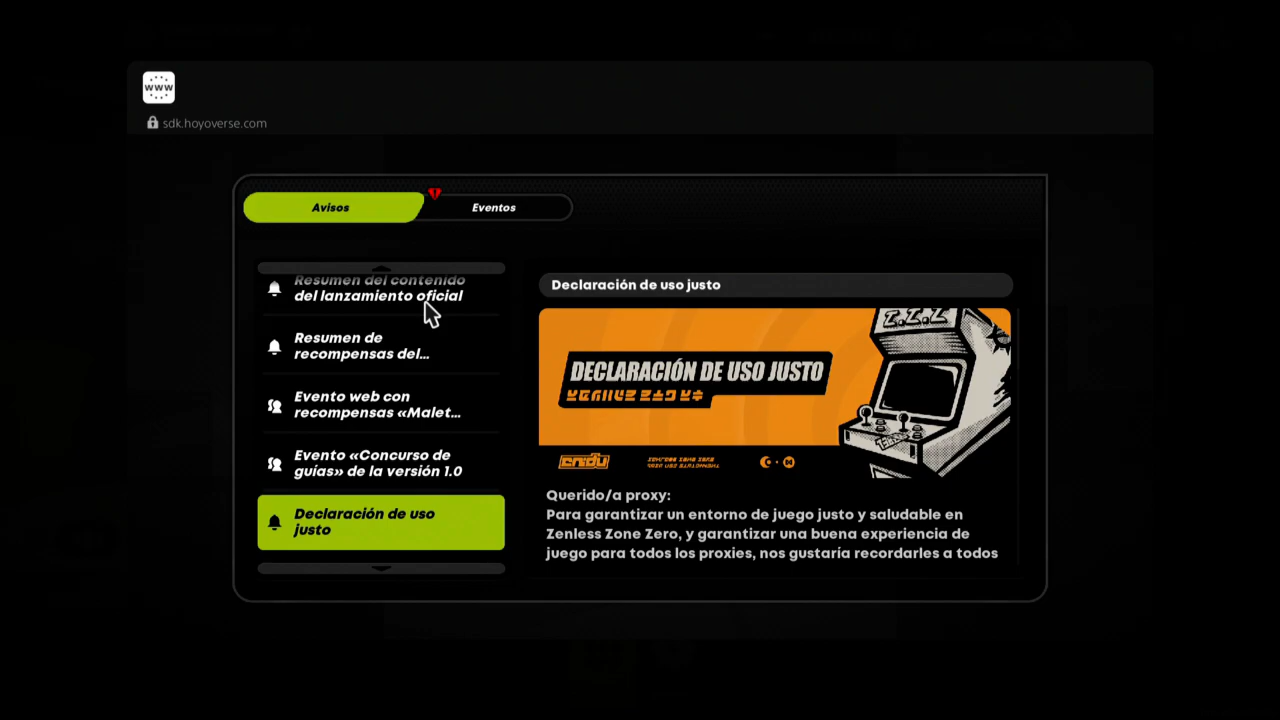 www
sdk.hoyoverse.com
Avisos
Eventos
Resumen del contenido
del lanzamiento oficial
Resumen de
recompensas del...
Evento web con
recompensas «Malet...
Evento «Concurso de
guías» de la versión 1.0
Declaración de uso
justo
Declaración de uso justo
Z.Z.Z
DECLARACIÓN DE USO JUSTO
Querido/a proxy:
Para garantizar un entorno de juego justo y saludable en
Zenless Zone Zero, y garantizar una buena experiencia de
juego para todos los proxies, nos gustaría recordarles a todos